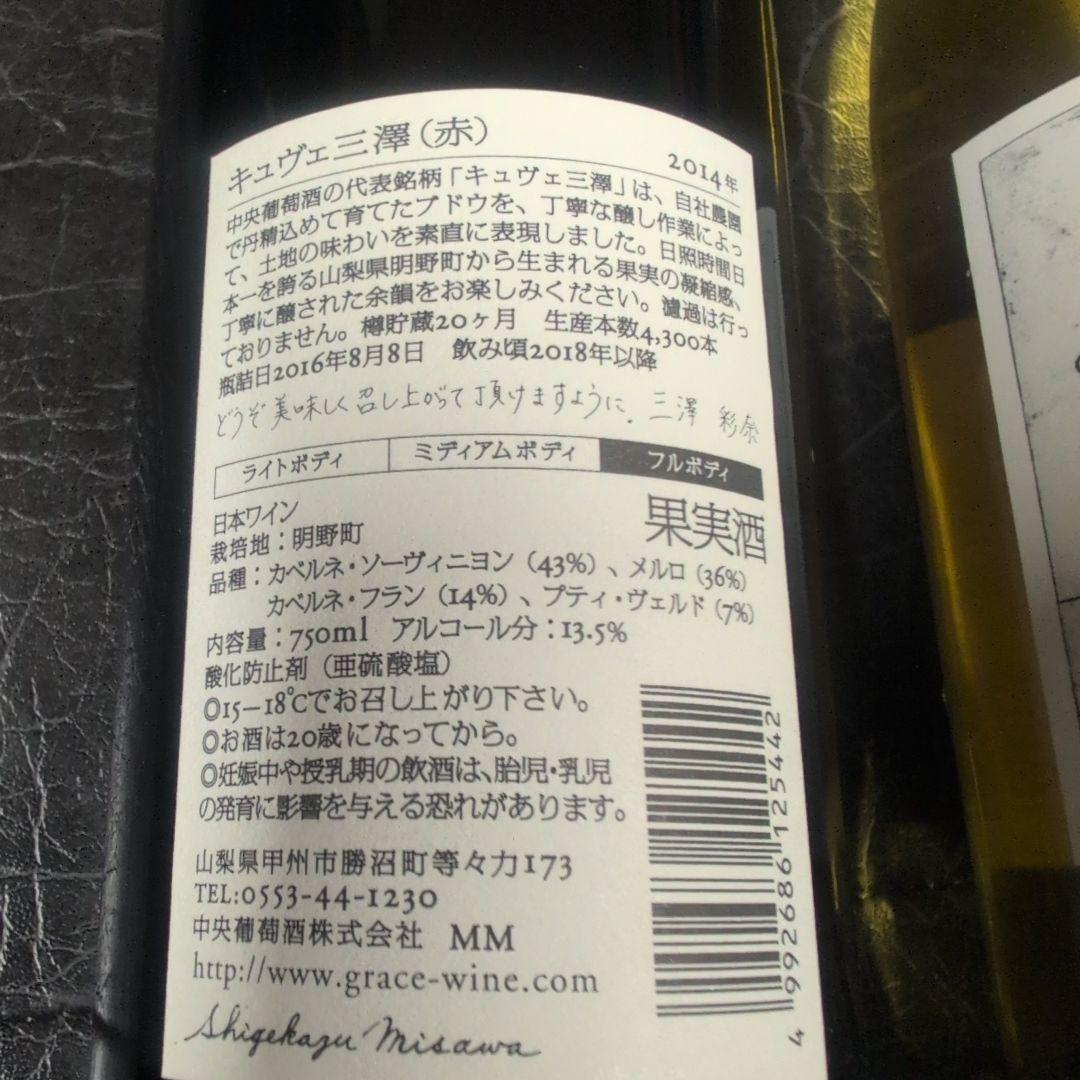 キュヴェ三澤（赤）
2014年
中央葡萄酒の代表銘柄「キュヴェ三澤」は、自社農園
で丹精込めて育てたブドウを、丁寧な醸し作業によっ
て、土地の味わいを素直に表現しました。日照時間日
本一を誇る山梨県明野町から生まれる果実の凝縮感、
丁寧に醸された余韻をお楽しみください。濾過は行っ
ておりません。樽貯蔵20ヶ月　生産本数4,300本
瓶詰日2016年8月8日　飲み頃2018年以降
どうぞ美味しく召し上がって頂けますように。三澤 彩奈
ライトボディ　ミディアムボディ　フルボディ
日本ワイン
果実酒
栽培地：明野町
品種：カベルネ・ソーヴィニヨン（43%）、メルロ（36%）
カベルネ・フラン（14%）、プティ・ヴェルド（7%）
内容量：750ml　アルコール分：13.5%
酸化防止剤（亜硫酸塩）
◎15–18℃でお召し上がり下さい。
◎お酒は20歳になってから。
◎妊娠中や授乳期の飲酒は、胎児・乳児
の発育に影響を与える恐れがあります。
山梨県甲州市勝沼町等々力173
TEL:0553-44-1230
中央葡萄酒株式会社　MM
http://www.grace-wine.com
Shigekazu Misawa
4 992686 125442